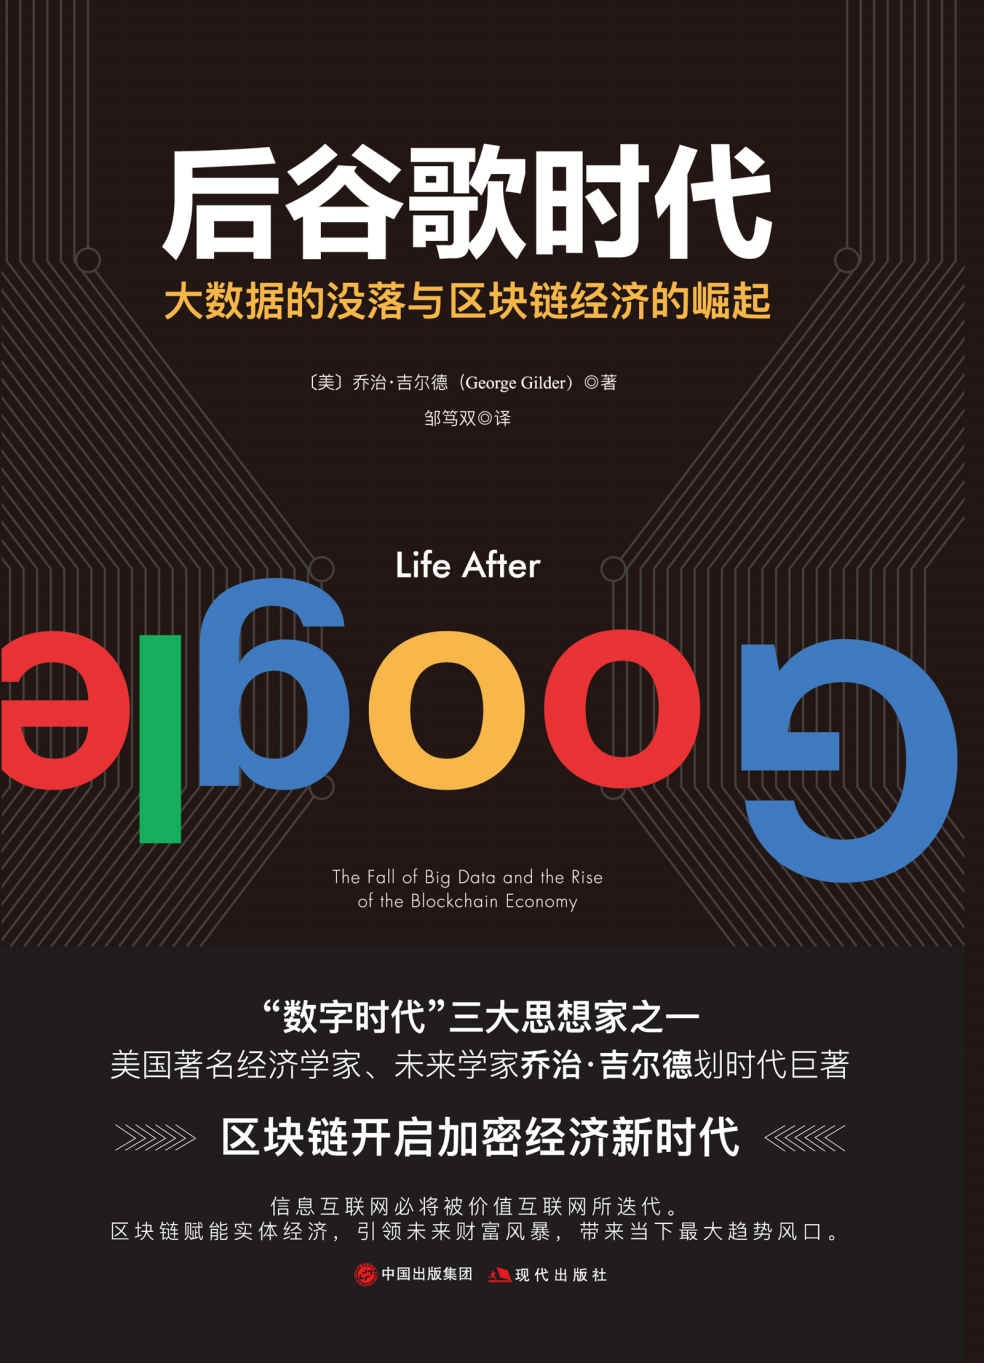 后谷歌时代
大数据的没落与区块链经济的崛起
〔美〕乔治·吉尔德（George Gilder）◎著
邹笃双◎译
Life After
Google
The Fall of Big Data and the Rise
of the Blockchain Economy
“数字时代”三大思想家之一
美国著名经济学家、未来学家乔治·吉尔德划时代巨著
区块链开启加密经济新时代
信息互联网必将被价值互联网所迭代。
区块链赋能实体经济，引领未来财富风暴，带来当下最大趋势风口。
中国出版集团 现代出版社